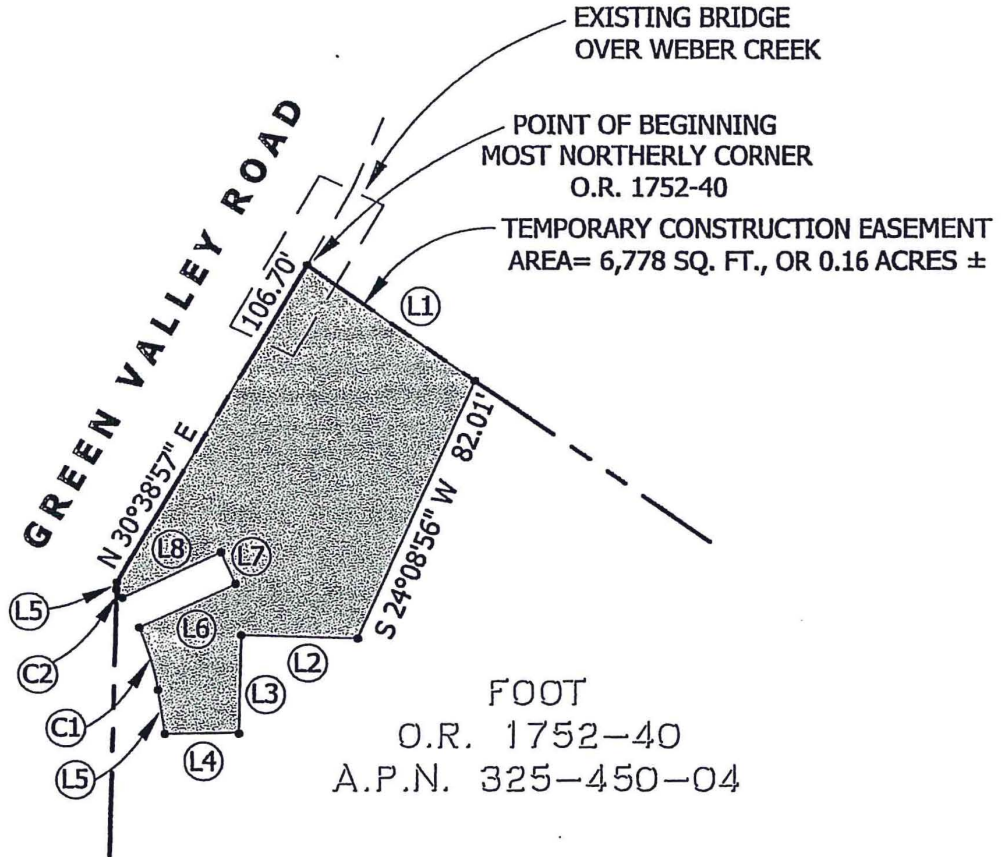 EXISTING BRIDGE
OVER WEBER CREEK
POINT OF BEGINNING
MOST NORTHERLY CORNER
O.R. 1752-40
TEMPORARY CONSTRUCTION EASEMENT
AREA= 6,778 SQ. FT., OR 0.16 ACRES ±
GREEN VALLEY ROAD
106.70'
N 30°38'57" E
L1
82.01'
S 24°08'56" W
L8
L7
L5
L6
C2
L2
C1
L3
L5
L4
FOOT
O.R. 1752-40
A.P.N. 325-450-04